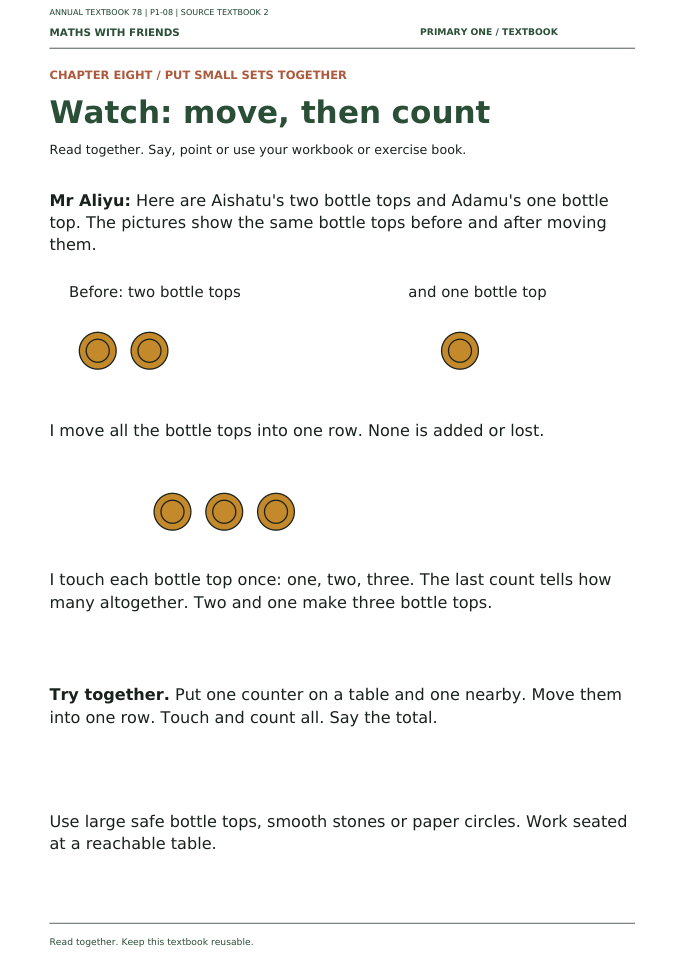 ANNUAL TEXTBOOK 78 | P1-08 | SOURCE TEXTBOOK 2
MATHS WITH FRIENDS
PRIMARY ONE / TEXTBOOK
CHAPTER EIGHT / PUT SMALL SETS TOGETHER
Watch: move, then count
Read together. Say, point or use your workbook or exercise book.
Mr Aliyu: Here are Aishatu's two bottle tops and Adamu's one bottle
top. The pictures show the same bottle tops before and after moving
them.
Before: two bottle tops
and one bottle top
I move all the bottle tops into one row. None is added or lost.
I touch each bottle top once: one, two, three. The last count tells how
many altogether. Two and one make three bottle tops.
Try together. Put one counter on a table and one nearby. Move them
into one row. Touch and count all. Say the total.
Use large safe bottle tops, smooth stones or paper circles. Work seated
at a reachable table.
Read together. Keep this textbook reusable.